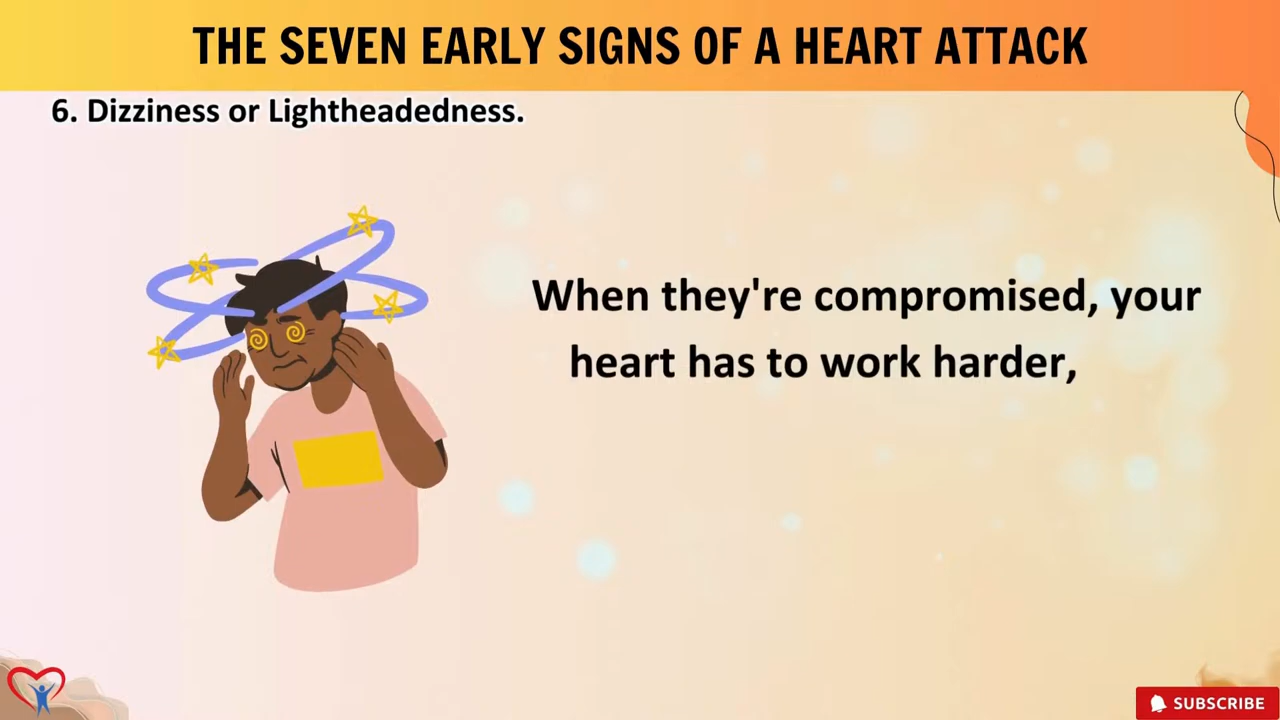 THE SEVEN EARLY SIGNS OF A HEART ATTACK
6. Dizziness or Lightheadedness.
When they're compromised, your
heart has to work harder,
SUBSCRIBE